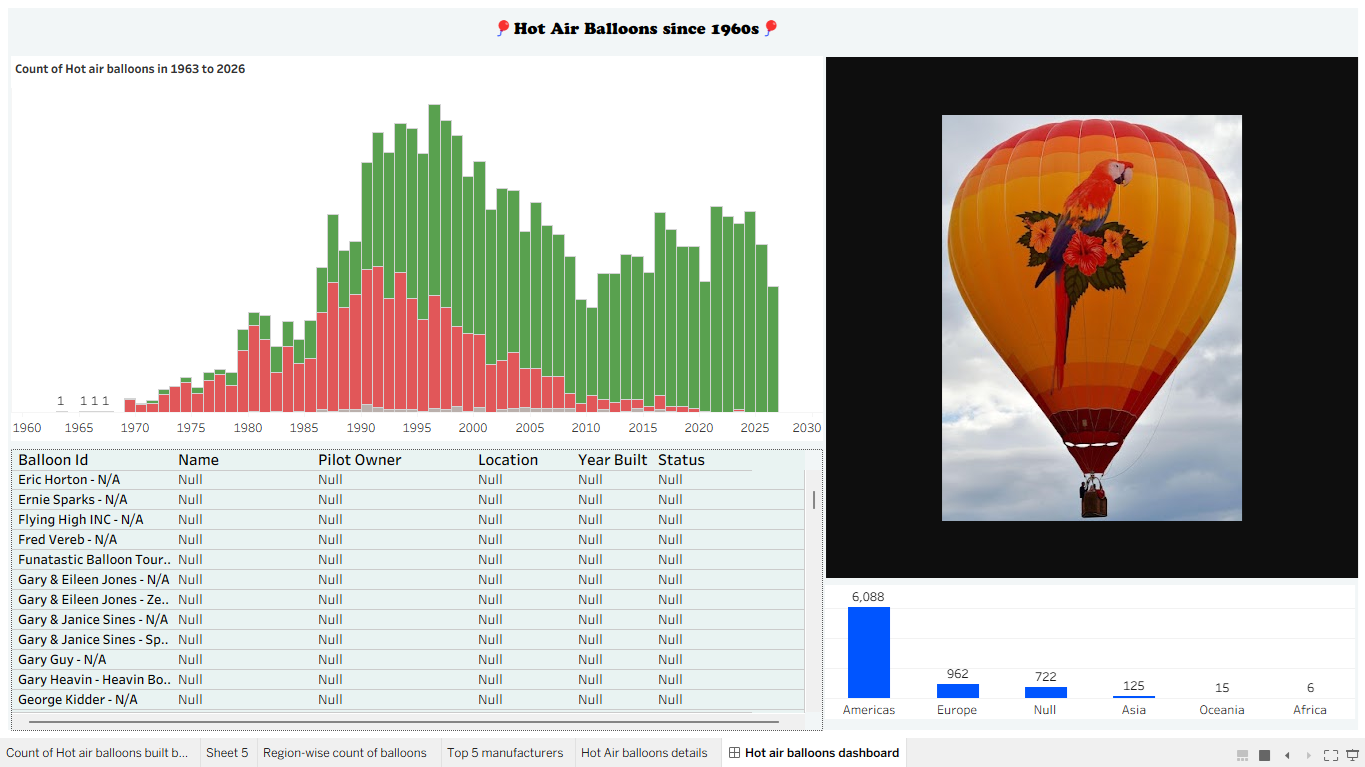 Hot Air Balloons since 1960s
Count of Hot air balloons in 1963 to 2026
1 1 1 1
1960 1965 1970 1975 1980 1985 1990 1995 2000 2005 2010 2015 2020 2025 2030
Balloon Id Name Pilot Owner Location Year Built Status
Eric Horton - N/A Null Null Null Null Null
Ernie Sparks - N/A Null Null Null Null Null
Flying High INC - N/A Null Null Null Null Null
Fred Vereb - N/A Null Null Null Null Null
Funatastic Balloon Tour.. Null Null Null Null Null
Gary & Eileen Jones - N/A Null Null Null Null Null
Gary & Eileen Jones - Ze.. Null Null Null Null Null
Gary & Janice Sines - N/A Null Null Null Null Null
Gary & Janice Sines - Sp.. Null Null Null Null Null
Gary Guy - N/A Null Null Null Null Null
Gary Heavin - Heavin Bo.. Null Null Null Null Null
George Kidder - N/A Null Null Null Null Null
6,088 962 722 125 15 6
Americas Europe Null Asia Oceania Africa
Count of Hot air balloons built b... Sheet 5 Region-wise count of balloons Top 5 manufacturers Hot Air balloons details Hot air balloons dashboard